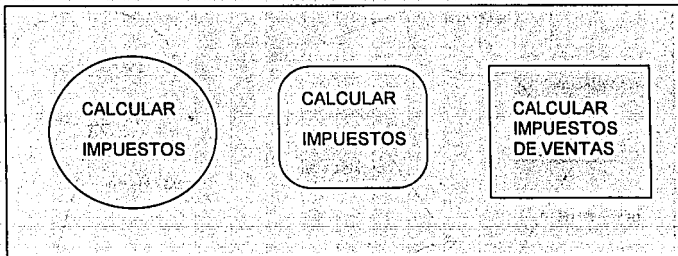 CALCULAR
IMPUESTOS
CALCULAR
IMPUESTOS
CALCULAR
IMPUESTOS
DE VENTAS